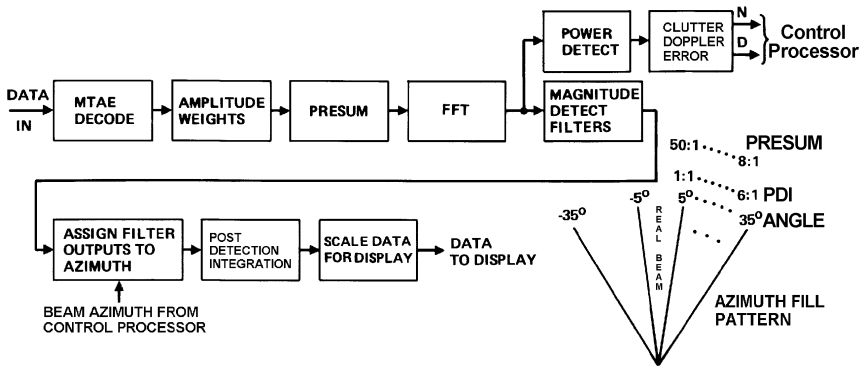 DATA
IN
MTAE
DECODE
AMPLITUDE
WEIGHTS
PRESUM
FFT
POWER
DETECT
CLUTTER
DOPPLER
ERROR
N
D
Control
Processor
MAGNITUDE
DETECT
FILTERS
ASSIGN FILTER
OUTPUTS TO
AZIMUTH
BEAM AZIMUTH FROM
CONTROL PROCESSOR
POST
DETECTION
INTEGRATION
SCALE DATA
FOR DISPLAY
DATA
TO DISPLAY
50:1 8:1 PRESUM
1:1 6:1 PDI
-35° -5° 5° 35° ANGLE
REAL BEAM
AZIMUTH FILL
PATTERN